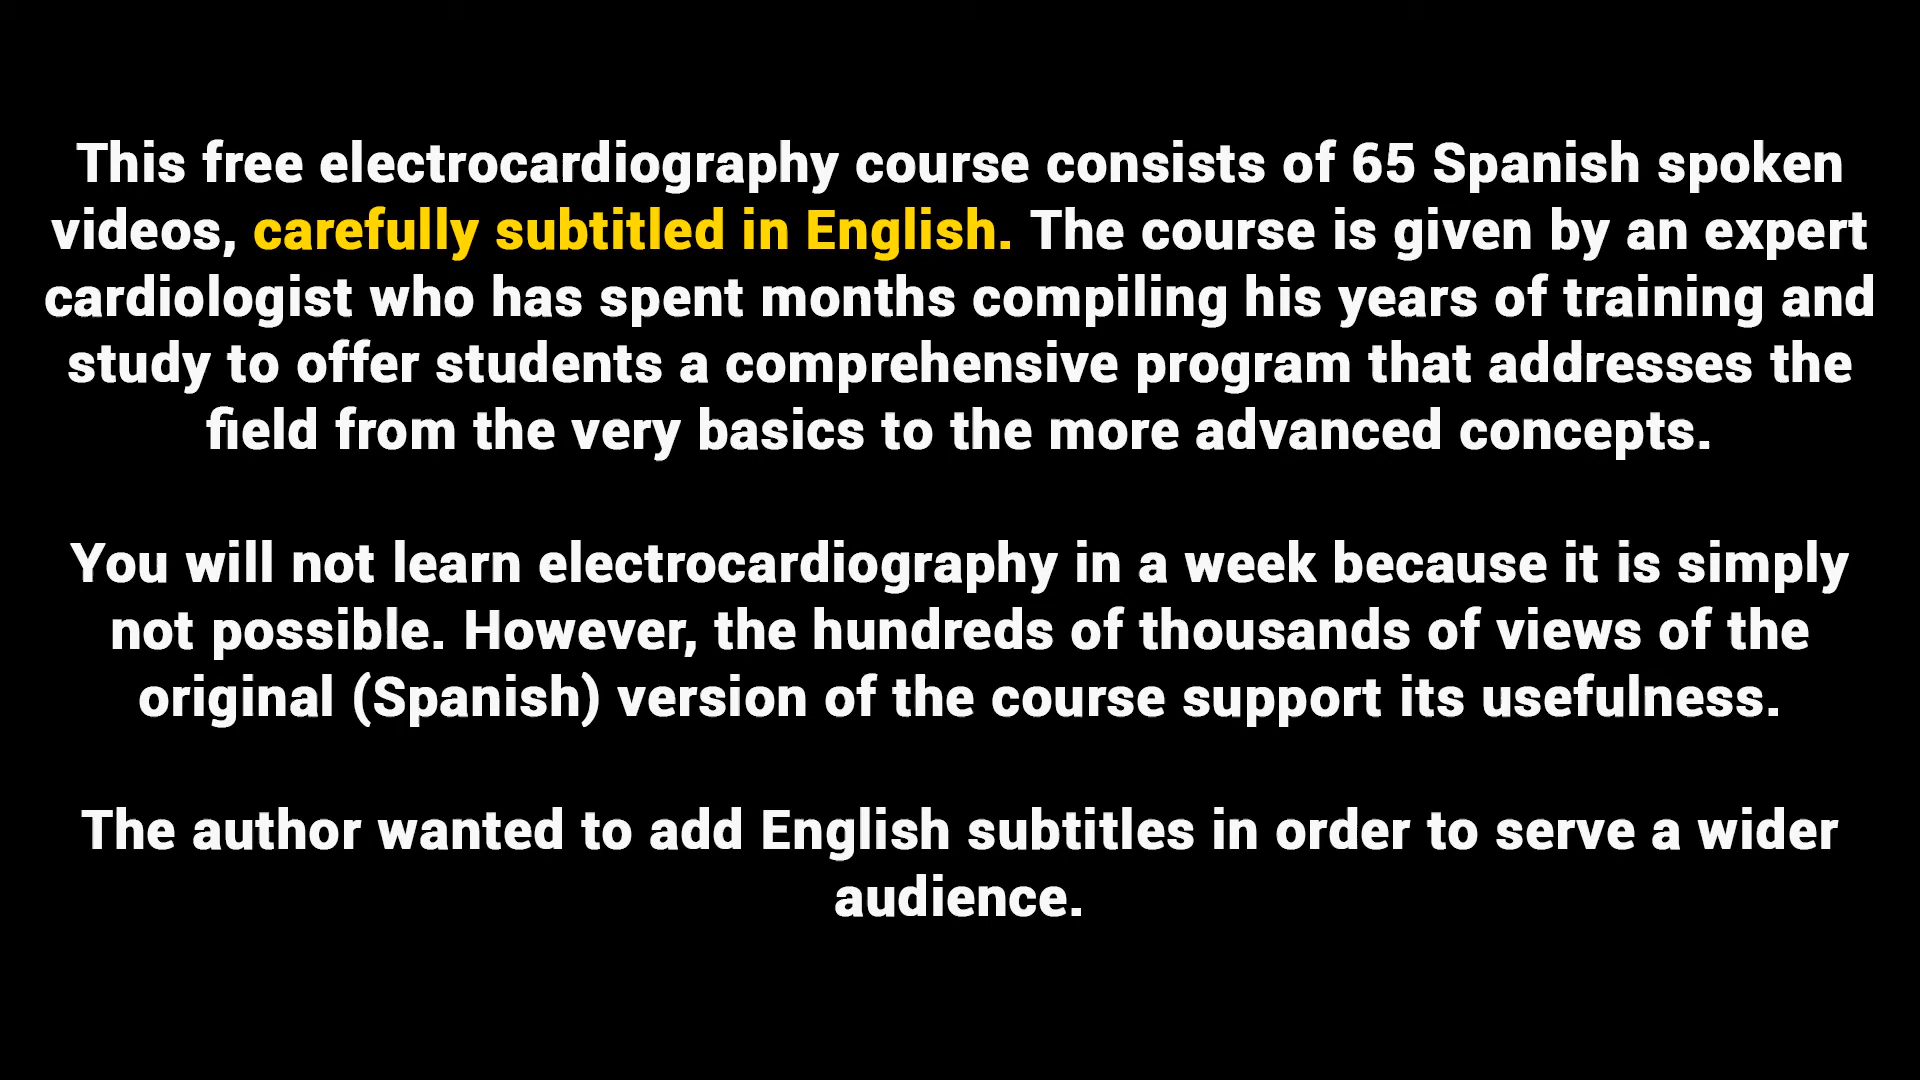 This free electrocardiography course consists of 65 Spanish spoken
videos, carefully subtitled in English. The course is given by an expert
cardiologist who has spent months compiling his years of training and
study to offer students a comprehensive program that addresses the
field from the very basics to the more advanced concepts.
You will not learn electrocardiography in a week because it is simply
not possible. However, the hundreds of thousands of views of the
original (Spanish) version of the course support its usefulness.
The author wanted to add English subtitles in order to serve a wider
audience.